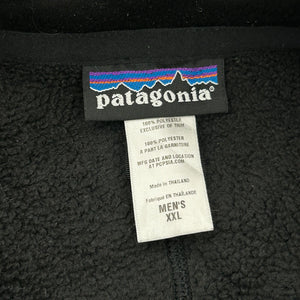 patagonia®
100% POLYESTER
EXCLUSIVE OF TRIM
100% POLYESTER
A PART LA GARNITURE
MFG DATE AND LOCATION
AT PCPSIA.COM
Made in THAILAND
Fabriqué EN THAÏLANDE
MEN'S
XXL